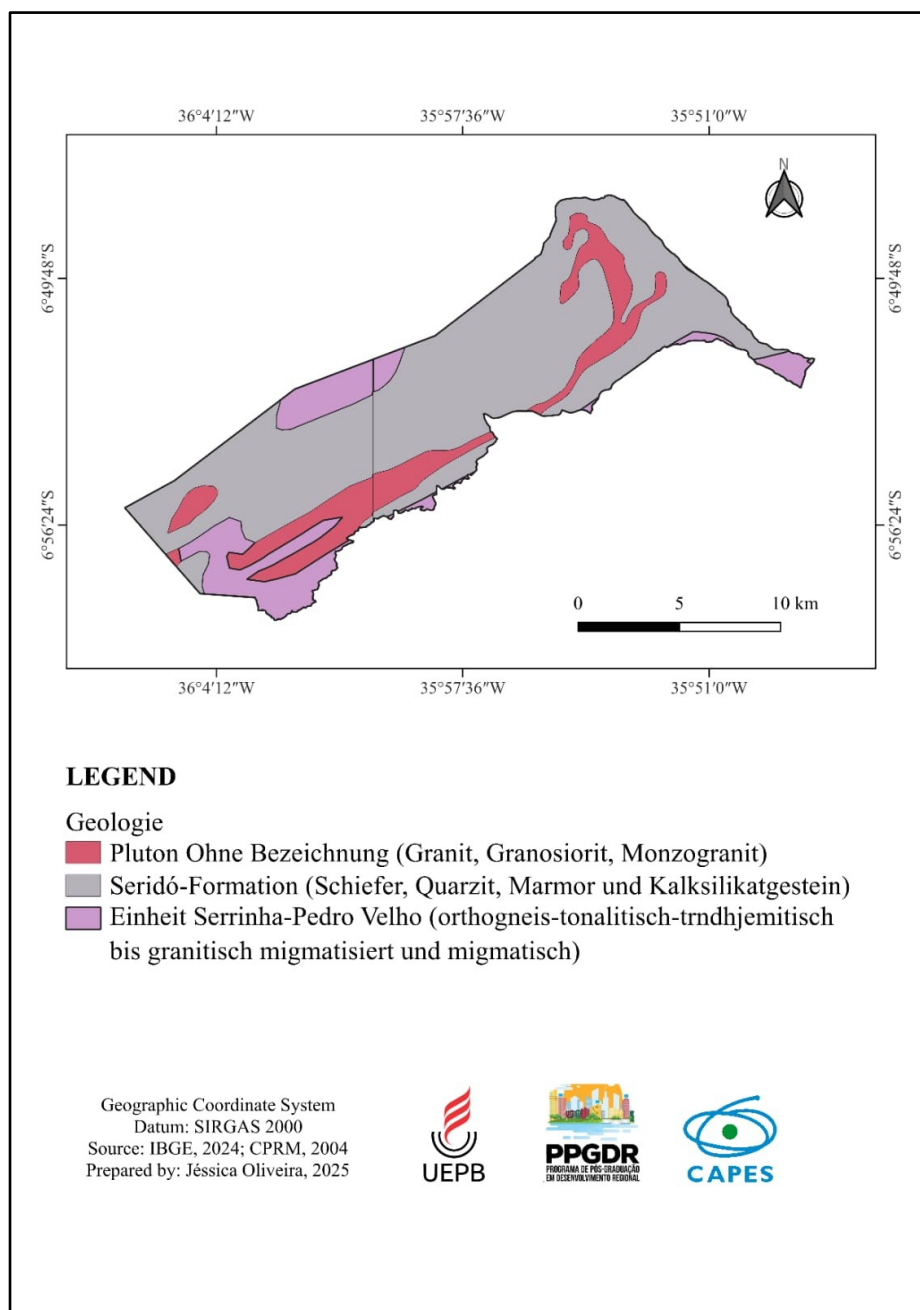 36°4′12″W 35°57′36″W 35°51′0″W
N
6°49′48″S 6°49′48″S
6°56′24″S 6°56′24″S
0 5 10 km
36°4′12″W 35°57′36″W 35°51′0″W
LEGEND
Geologie
Pluton Ohne Bezeichnung (Granit, Granosiorit, Monzogranit)
Seridó-Formation (Schiefer, Quarzit, Marmor und Kalksilikatgestein)
Einheit Serrinha-Pedro Velho (orthogneis-tonalitisch-trndhjemitisch
bis granitisch migmatisiert und migmatisch)
Geographic Coordinate System
Datum: SIRGAS 2000
Source: IBGE, 2024; CPRM, 2004
Prepared by: Jéssica Oliveira, 2025
UEPB
PPGDR
PROGRAMA DE PÓS-GRADUAÇÃO
EM DESENVOLVIMENTO REGIONAL
CAPES